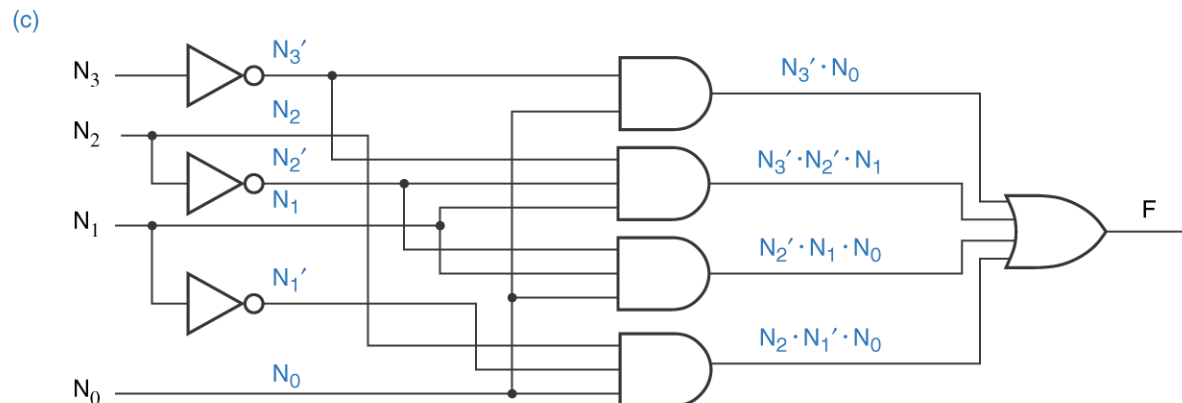 (c)
N₃
N₃′
N₃′ · N₀
N₂
N₂
N₂′
N₃′ · N₂′ · N₁
N₁
N₁
F
N₂′ · N₁ · N₀
N₁′
N₂ · N₁′ · N₀
N₀
N₀